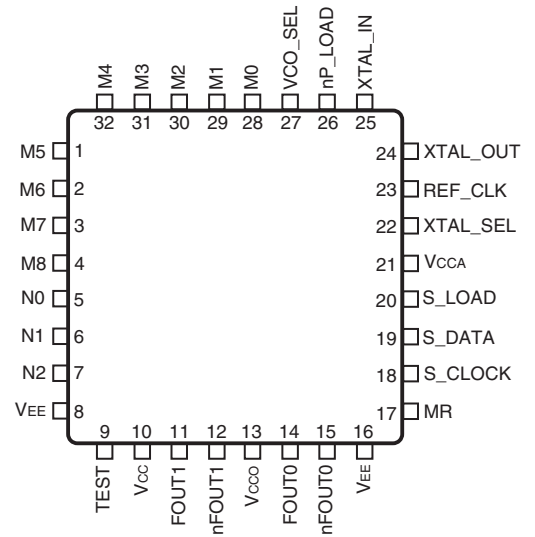 M4 M3 M2 M1 M0 VCO_SEL nP_LOAD XTAL_IN
32 31 30 29 28 27 26 25
M5 1 24 XTAL_OUT
M6 2 23 REF_CLK
M7 3 22 XTAL_SEL
M8 4 21 VCCA
N0 5 20 S_LOAD
N1 6 19 S_DATA
N2 7 18 S_CLOCK
VEE 8 17 MR
9 10 11 12 13 14 15 16
TEST VCC FOUT1 nFOUT1 VCCO FOUT0 nFOUT0 VEE